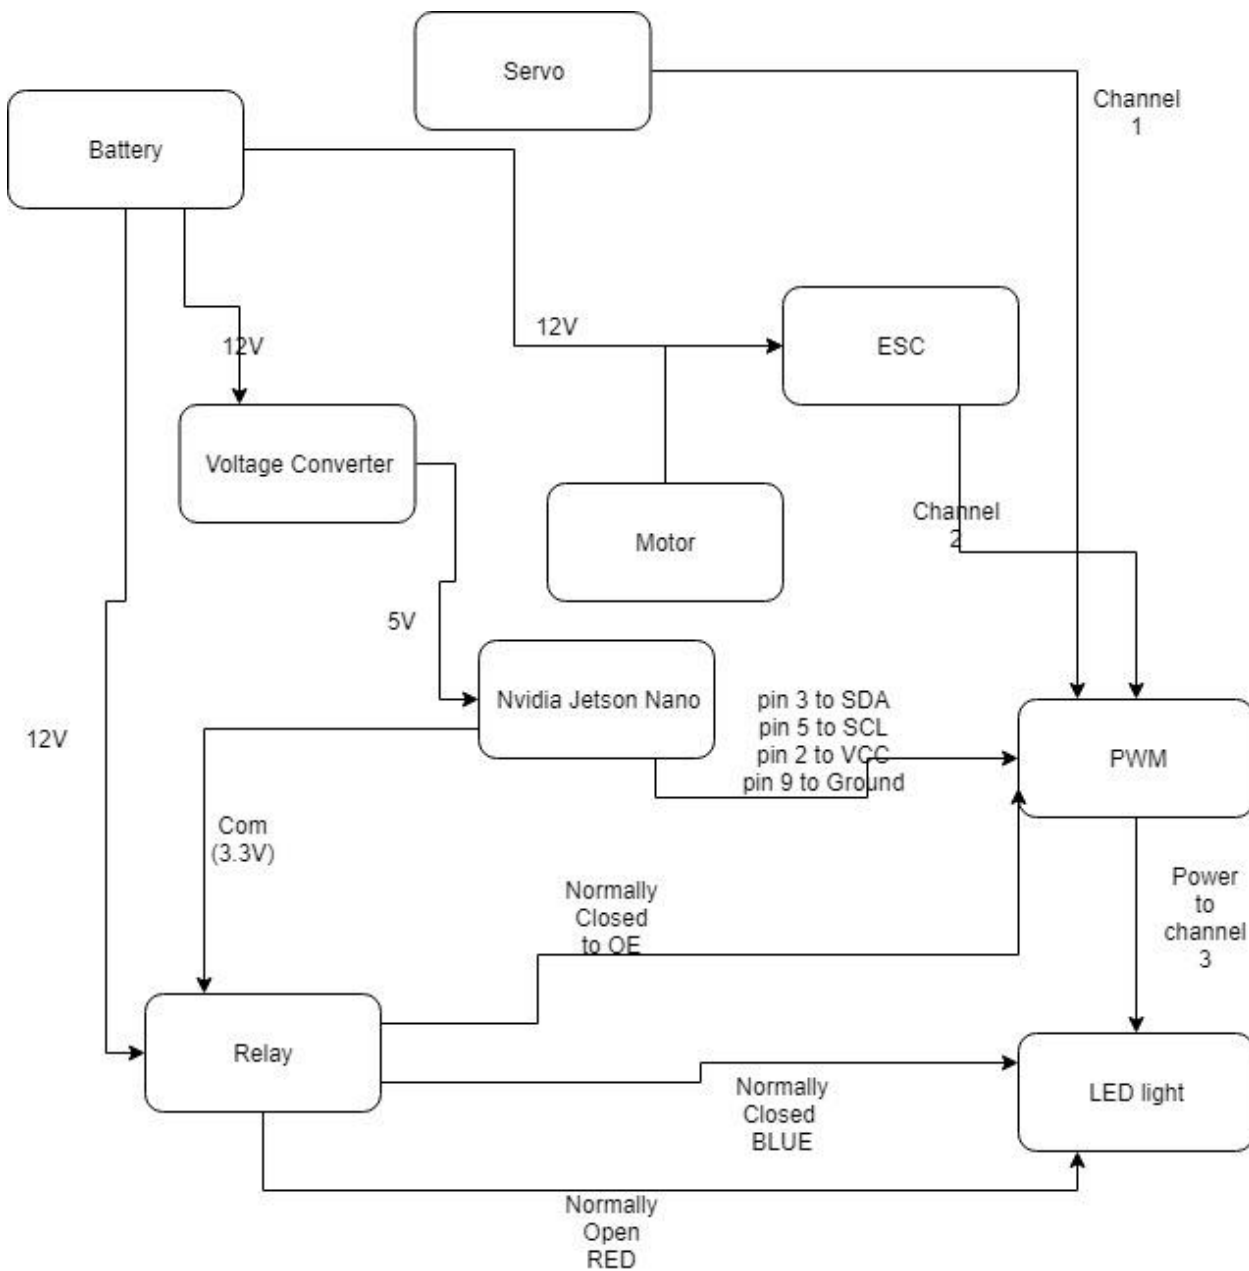 Servo
Channel
1
Battery
12V
12V
ESC
Voltage Converter
Channel
2
Motor
5V
Nvidia Jetson Nano
pin 3 to SDA
pin 5 to SCL
pin 2 to VCC
pin 9 to Ground
12V
PWM
Com
(3.3V)
Normally
Closed
to OE
Power
to
channel
3
Relay
LED light
Normally
Closed
BLUE
Normally
Open
RED